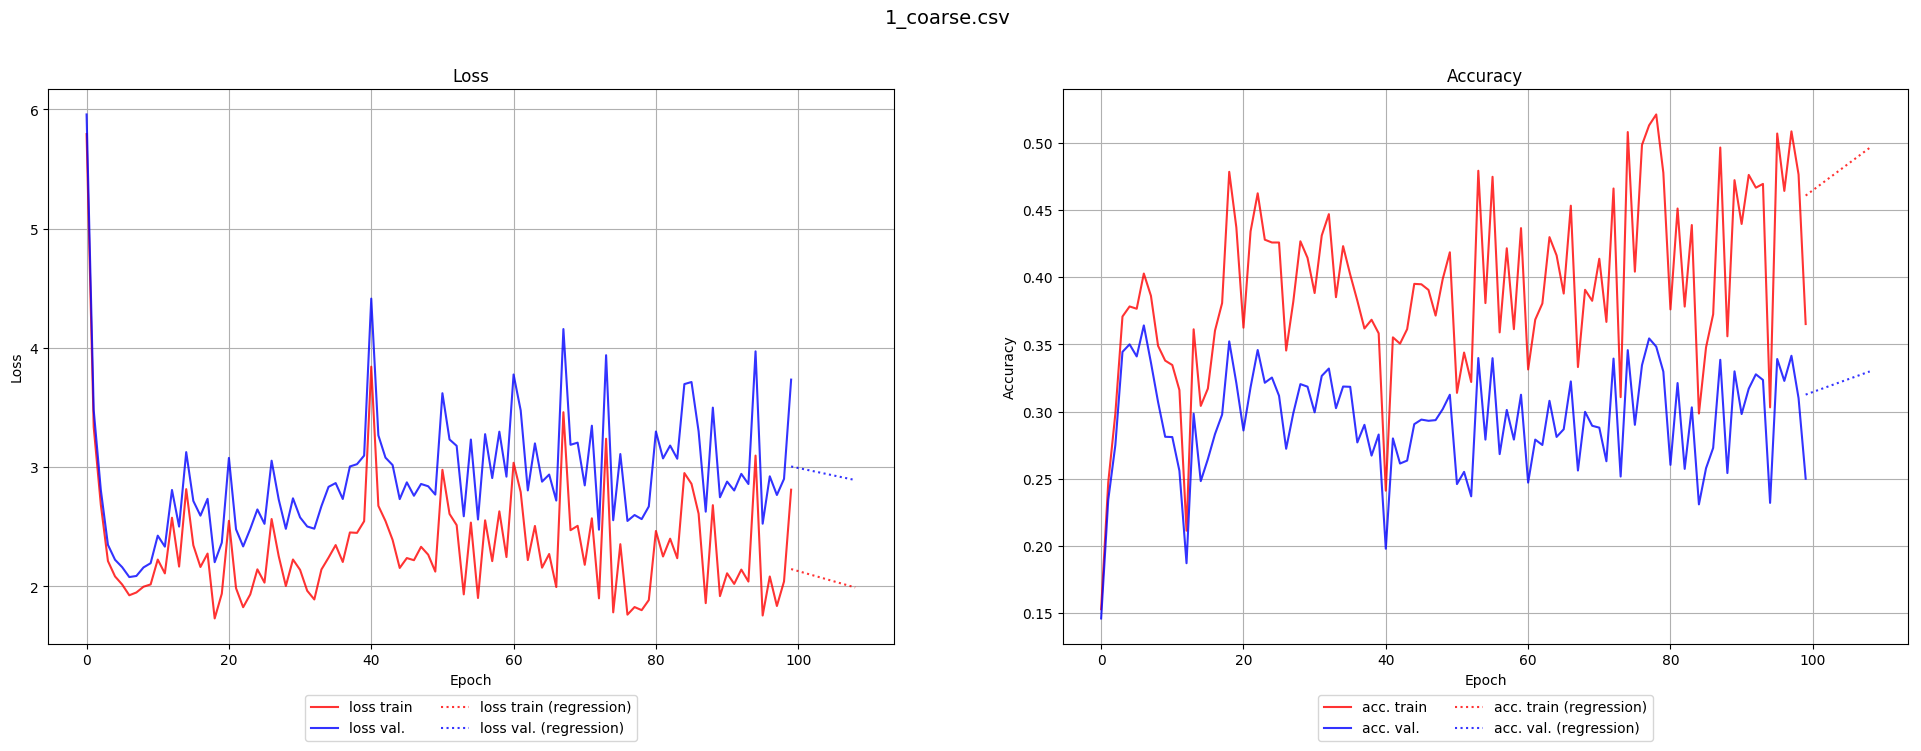 1_coarse.csv
Loss
6
5
4
3
2
Loss
0 20 40 60 80 100
Epoch
loss train
loss val.
loss train (regression)
loss val. (regression)
Accuracy
0.50
0.45
0.40
0.35
0.30
0.25
0.20
0.15
Accuracy
0 20 40 60 80 100
Epoch
acc. train
acc. val.
acc. train (regression)
acc. val. (regression)